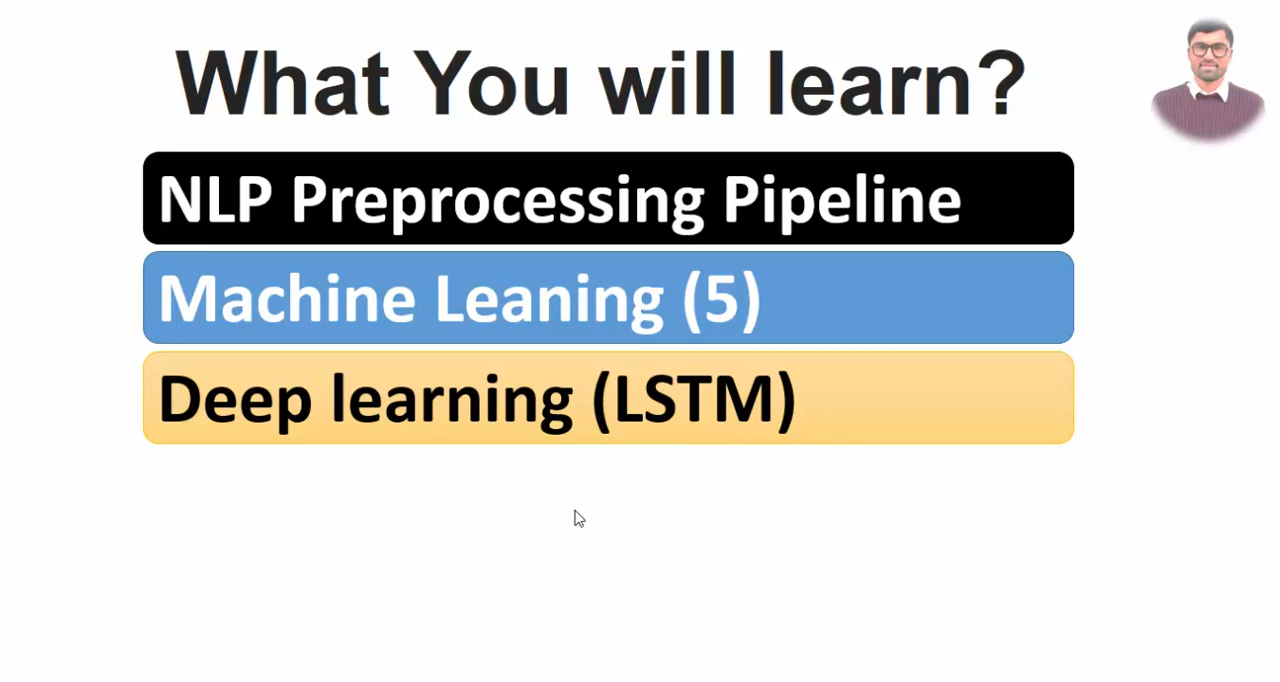 What You will learn?
NLP Preprocessing Pipeline
Machine Leaning (5)
Deep learning (LSTM)